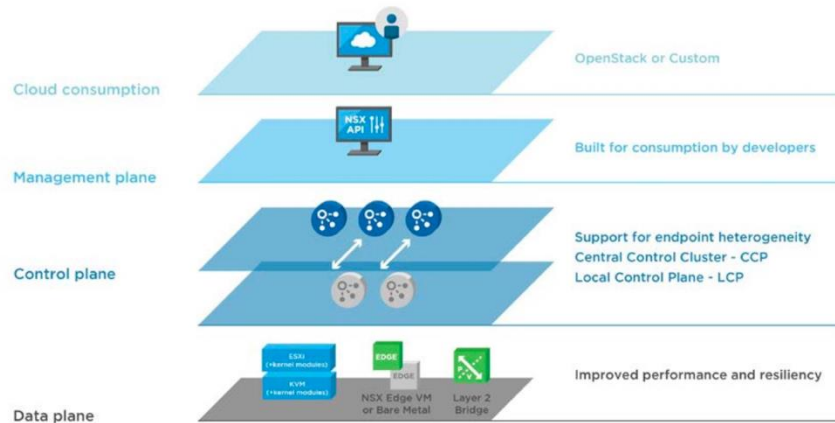 Cloud consumption
OpenStack or Custom
NSX
API
Management plane
Built for consumption by developers
Control plane
Support for endpoint heterogeneity
Central Control Cluster - CCP
Local Control Plane - LCP
ESXi
(+kernel modules)
KVM
(+kernel modules)
EDGE
EDGE
NSX Edge VM
or Bare Metal
P
V
Layer 2
Bridge
Improved performance and resiliency
Data plane